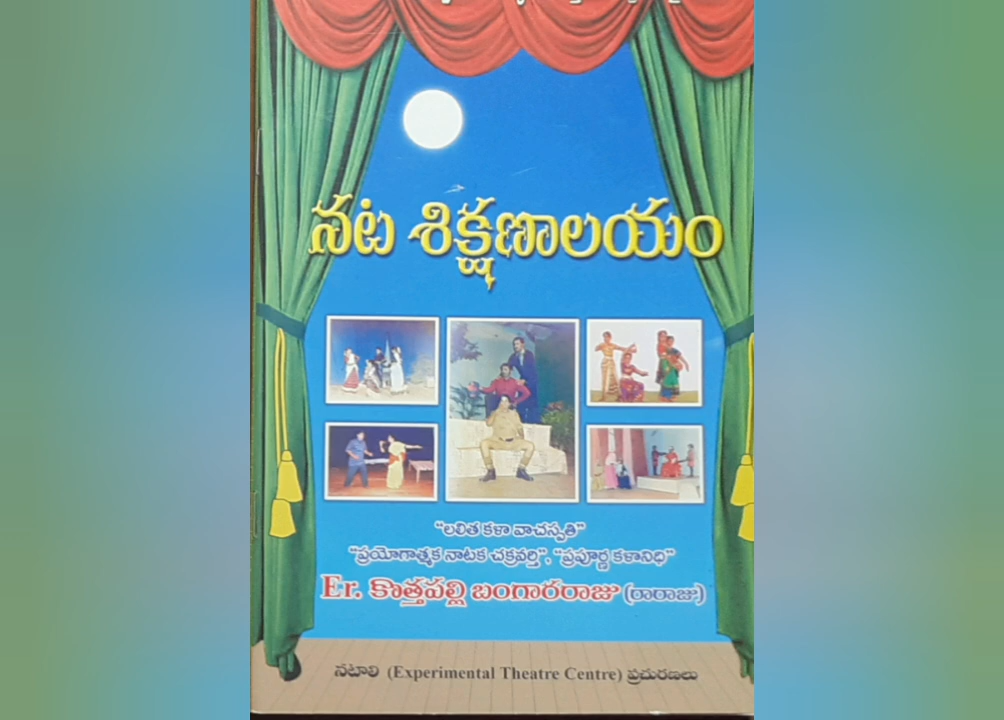 నట శిక్షణాలయం
"లలిత కళా వాచస్పతి"
"ప్రయోగాత్మక నాటక చక్రవర్తి", "ప్రపూర్ణ కళానిధి"
Er. కొత్తపల్లి బంగారరాజు (రారాజు)
నటాలి (Experimental Theatre Centre) ప్రచురణలు